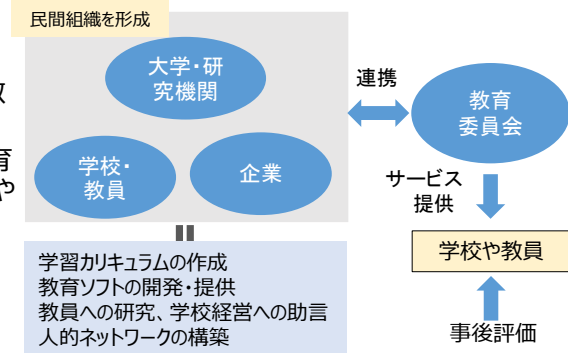 民間組織を形成
大学・研
究機関
学校・
教員
企業
連携
教育
委員会
サービス
提供
学校や教員
事後評価
学習カリキュラムの作成
教育ソフトの開発・提供
教員への研究、学校経営への助言
人的ネットワークの構築
育
や